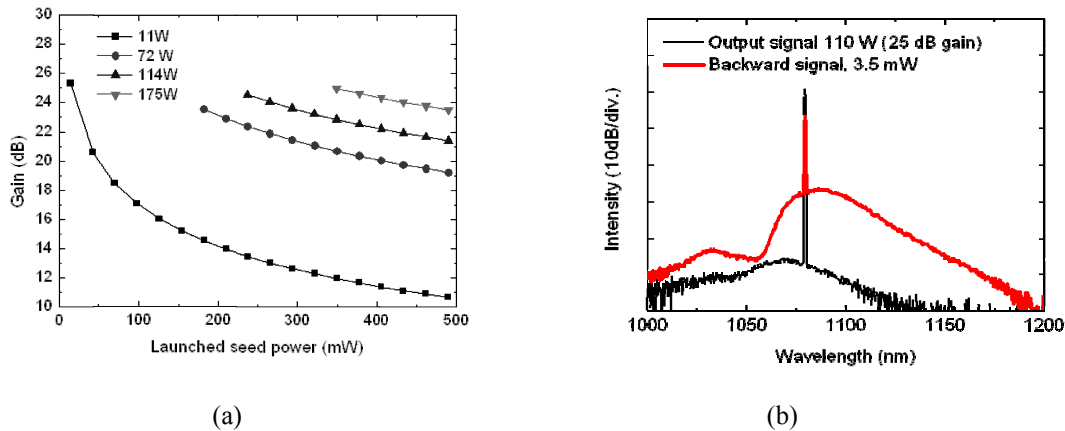 30
28
26
24
22
20
18
16
14
12
10
Gain (dB)
11W
72 W
114W
175W
0 100 200 300 400 500
Launched seed power (mW)
(a)
Output signal 110 W (25 dB gain)
Backward signal, 3.5 mW
Intensity (10dB/div.)
1000 1050 1100 1150 1200
Wavelength (nm)
(b)